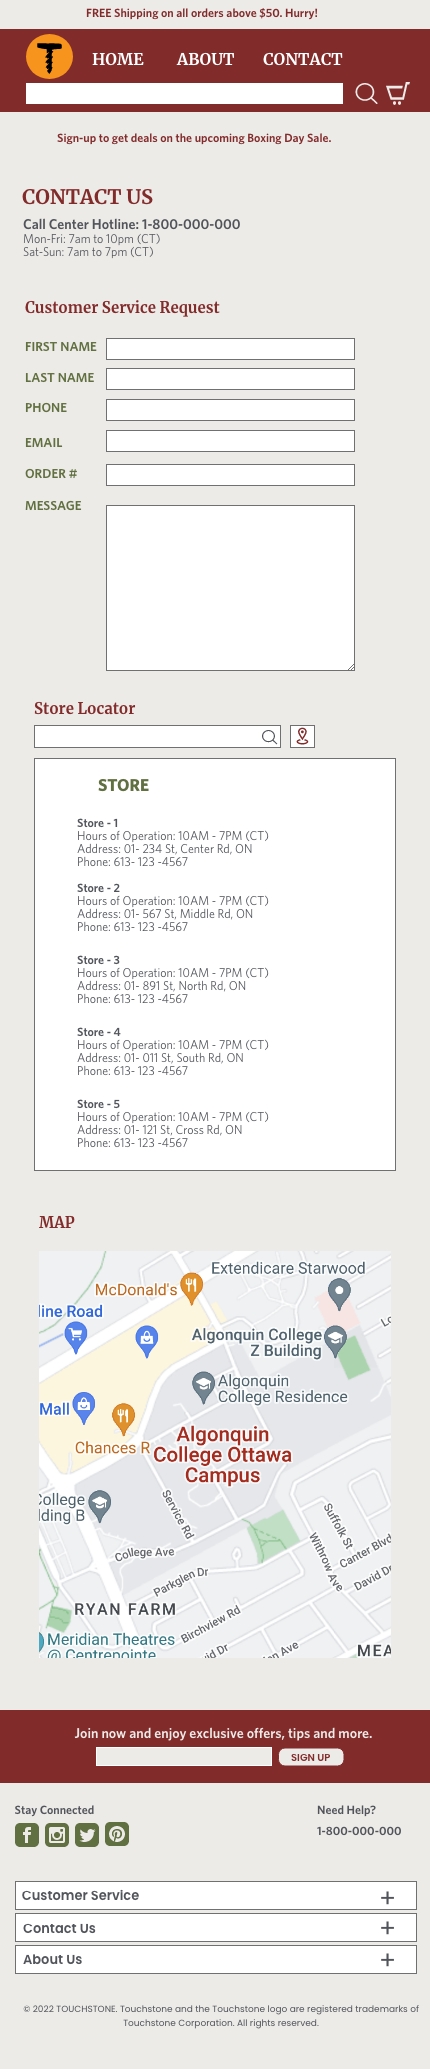 FREE Shipping on all orders above $50. Hurry!
HOME ABOUT CONTACT
Sign-up to get deals on the upcoming Boxing Day Sale.
CONTACT US
Call Center Hotline: 1-800-000-000
Mon-Fri: 7am to 10pm (CT)
Sat-Sun: 7am to 7pm (CT)
Customer Service Request
FIRST NAME
LAST NAME
PHONE
EMAIL
ORDER #
MESSAGE
Store Locator
STORE
Store - 1
Hours of Operation: 10AM - 7PM (CT)
Address: 01- 234 St, Center Rd, ON
Phone: 613- 123 -4567
Store - 2
Hours of Operation: 10AM - 7PM (CT)
Address: 01- 567 St, Middle Rd, ON
Phone: 613- 123 -4567
Store - 3
Hours of Operation: 10AM - 7PM (CT)
Address: 01- 891 St, North Rd, ON
Phone: 613- 123 -4567
Store - 4
Hours of Operation: 10AM - 7PM (CT)
Address: 01- 011 St, South Rd, ON
Phone: 613- 123 -4567
Store - 5
Hours of Operation: 10AM - 7PM (CT)
Address: 01- 121 St, Cross Rd, ON
Phone: 613- 123 -4567
MAP
Extendicare Starwood
McDonald's
line Road
Lo
Algonquin College
Z Building
Algonquin
College Residence
Mall
Chances R
Algonquin
College Ottawa
Campus
College
lding B
Service Rd
Suffolk St
College Ave
Withrow Ave
Canter Blvd
Parkglen Dr
David Dr
RYAN FARM
Birchview Rd
Meridian Theatres
@ Centrepointe
vid Dr
en Ave
MEA
Join now and enjoy exclusive offers, tips and more.
SIGN UP
Stay Connected
Need Help?
1-800-000-000
Customer Service
Contact Us
About Us
© 2022 TOUCHSTONE. Touchstone and the Touchstone logo are registered trademarks of
Touchstone Corporation. All rights reserved.